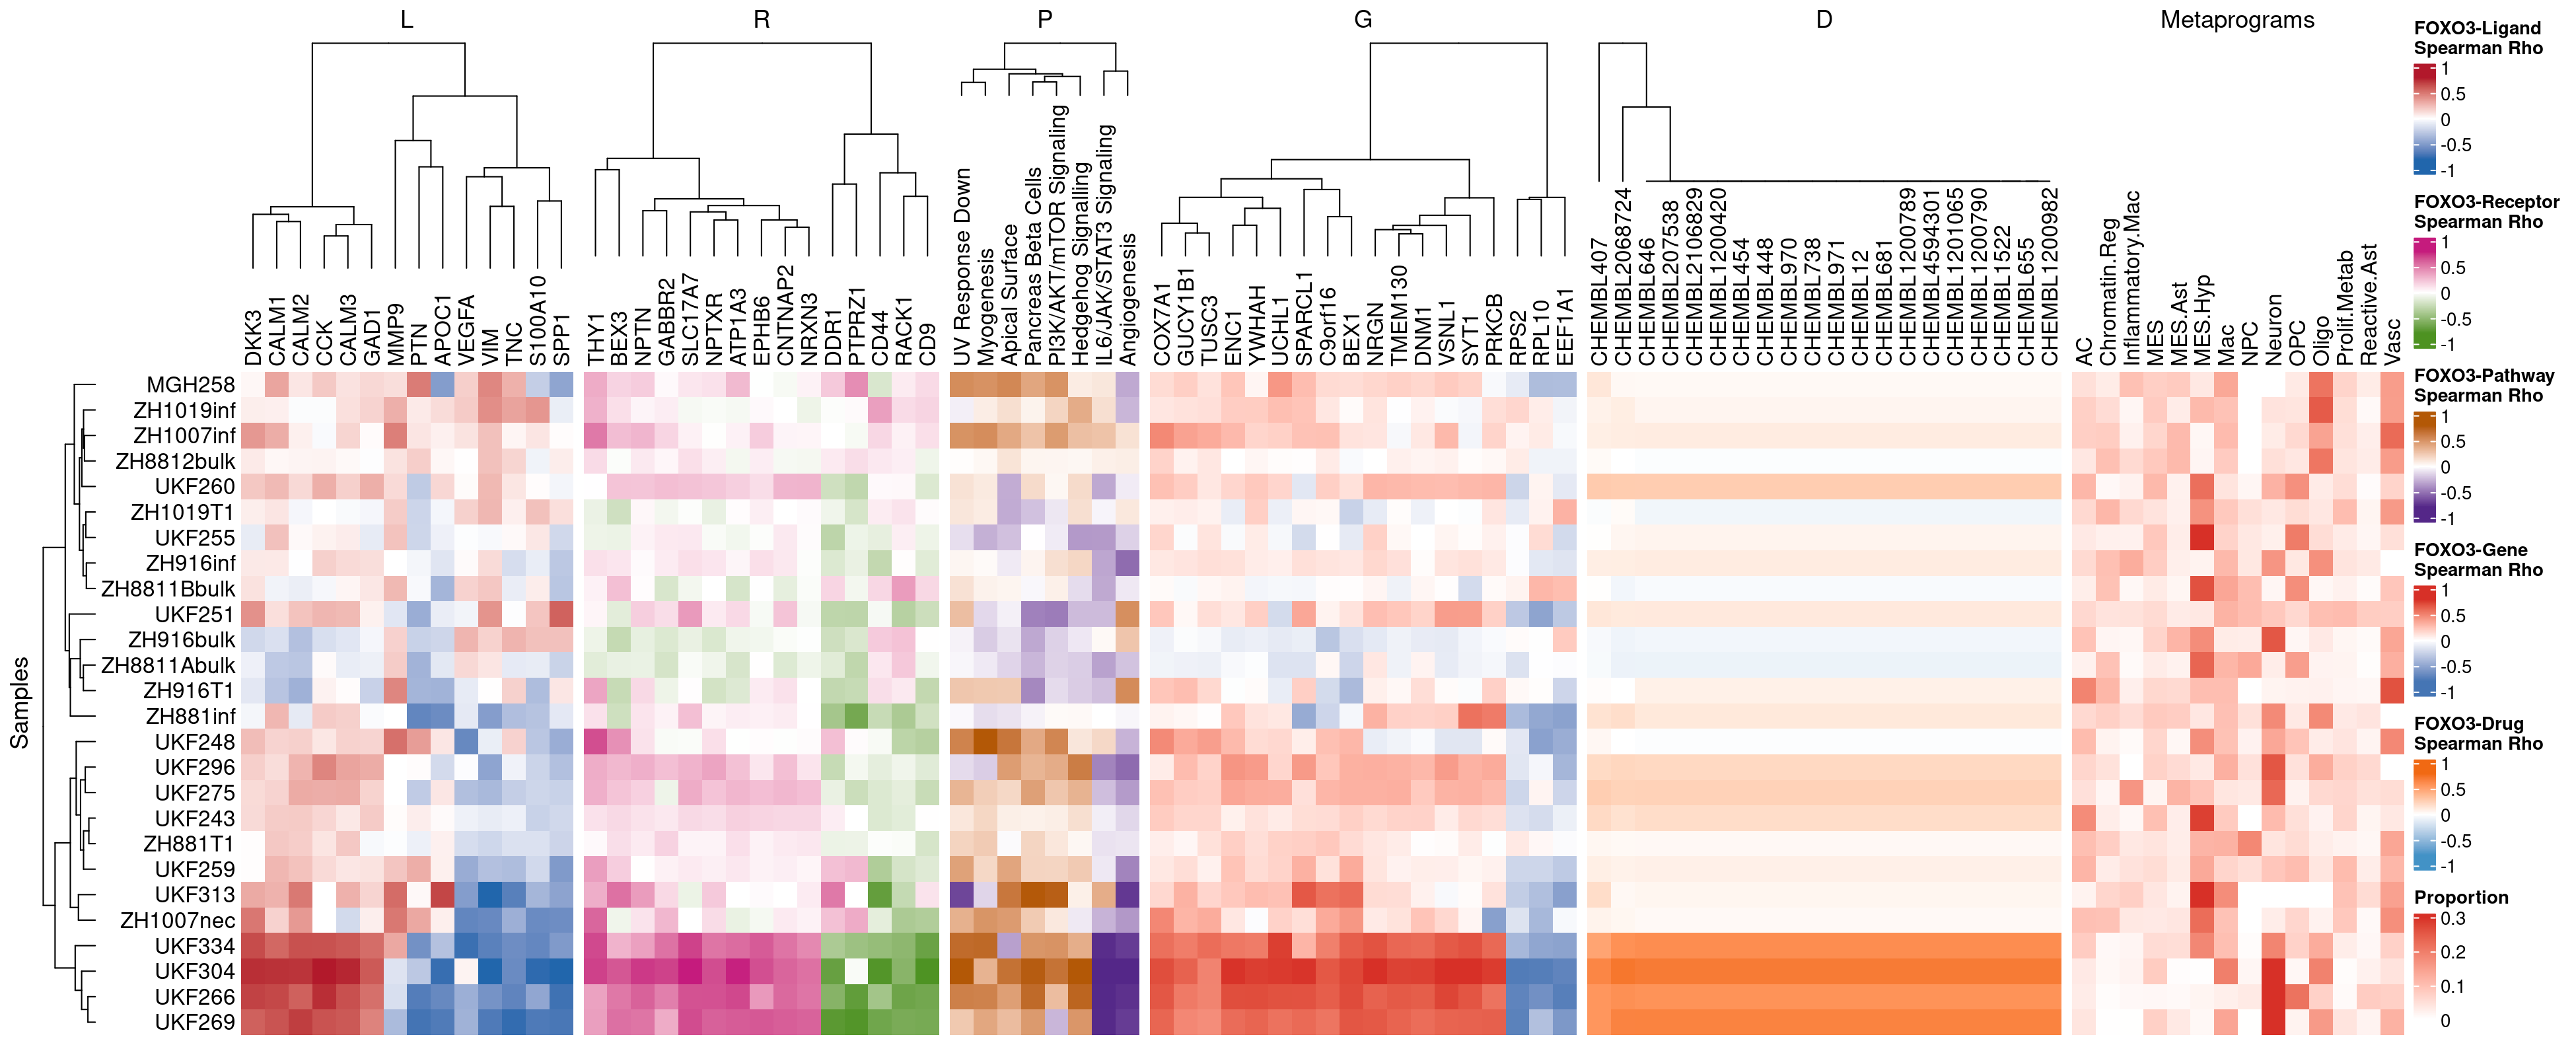 L
R
P
G
D
Metaprograms
DKK3
CALM1
CALM2
CCK
CALM3
GAD1
MMP9
PTN
APOC1
VEGFA
VIM
TNC
S100A10
SPP1
THY1
BEX3
NPTN
GABBR2
SLC17A7
NPTXR
ATP1A3
EPHB6
CNTNAP2
NRXN3
DDR1
PTPRZ1
CD44
RACK1
CD9
UV Response Down
Myogenesis
Apical Surface
Pancreas Beta Cells
PI3K/AKT/mTOR Signaling
Hedgehog Signalling
IL6/JAK/STAT3 Signaling
Angiogenesis
COX7A1
GUCY1B1
TUSC3
ENC1
YWHAH
UCHL1
SPARCL1
C9orf16
BEX1
NRGN
TMEM130
DNM1
VSNL1
SYT1
PRKCB
RPS2
RPL10
EEF1A1
CHEMBL407
CHEMBL2068724
CHEMBL646
CHEMBL207538
CHEMBL2106829
CHEMBL1200420
CHEMBL454
CHEMBL448
CHEMBL970
CHEMBL738
CHEMBL971
CHEMBL12
CHEMBL681
CHEMBL1200789
CHEMBL4594301
CHEMBL1201065
CHEMBL1200790
CHEMBL1522
CHEMBL655
CHEMBL1200982
AC
Chromatin.Reg
Inflammatory.Mac
MES
MES.Ast
MES.Hyp
Mac
NPC
Neuron
OPC
Oligo
Prolif.Metab
Reactive.Ast
Vasc
Samples
MGH258
ZH1019inf
ZH1007inf
ZH8812bulk
UKF260
ZH1019T1
UKF255
ZH916inf
ZH8811Bbulk
UKF251
ZH916bulk
ZH8811Abulk
ZH916T1
ZH881inf
UKF248
UKF296
UKF275
UKF243
ZH881T1
UKF259
UKF313
ZH1007nec
UKF334
UKF304
UKF266
UKF269
FOXO3-Ligand
Spearman Rho
1
0.5
0
-0.5
-1
FOXO3-Receptor
Spearman Rho
1
0.5
0
-0.5
-1
FOXO3-Pathway
Spearman Rho
1
0.5
0
-0.5
-1
FOXO3-Gene
Spearman Rho
1
0.5
0
-0.5
-1
FOXO3-Drug
Spearman Rho
1
0.5
0
-0.5
-1
Proportion
0.3
0.2
0.1
0